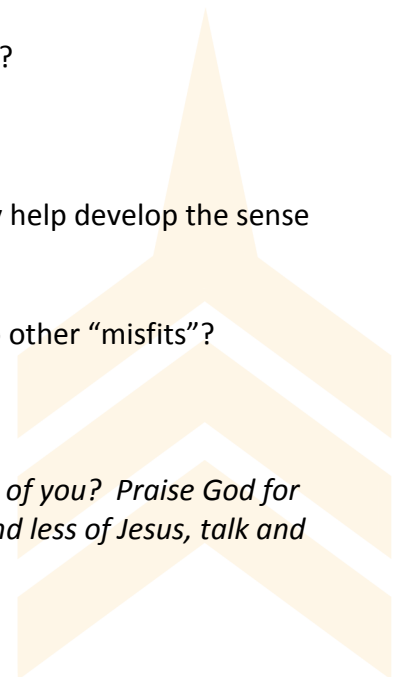 ?
help develop the sense
other “misfits”?
of you?  Praise God for
nd less of Jesus, talk and